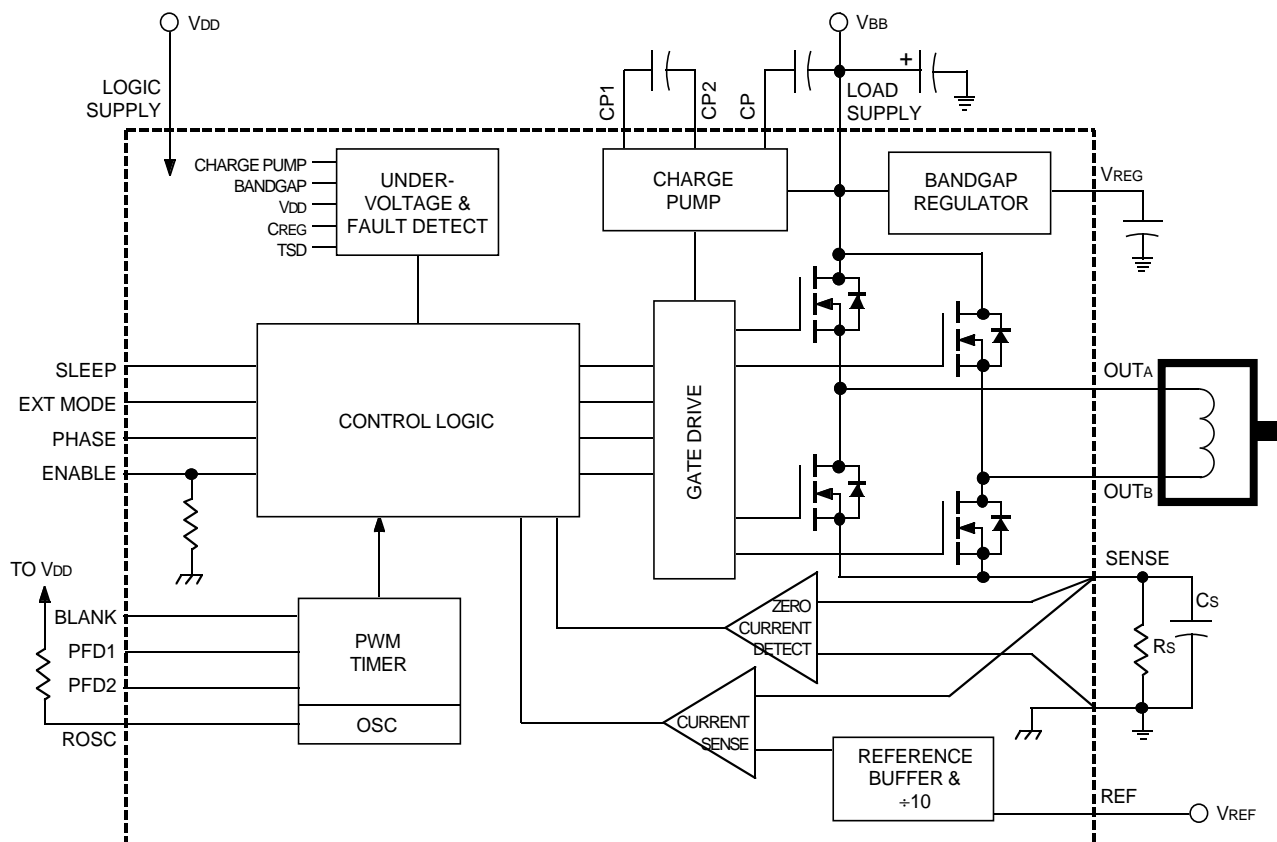 VDD
VBB
LOGIC
SUPPLY
CP1
CP2
CP
+
LOAD
SUPPLY
CHARGE PUMP
BANDGAP
VDD
CREG
TSD
UNDER-
VOLTAGE &
FAULT DETECT
CHARGE
PUMP
BANDGAP
REGULATOR
VREG
SLEEP
EXT MODE
PHASE
ENABLE
CONTROL LOGIC
GATE DRIVE
OUTA
OUTB
SENSE
CS
RS
TO VDD
BLANK
PFD1
PFD2
ROSC
PWM
TIMER
OSC
ZERO
CURRENT
DETECT
CURRENT
SENSE
REFERENCE
BUFFER &
÷10
REF
VREF